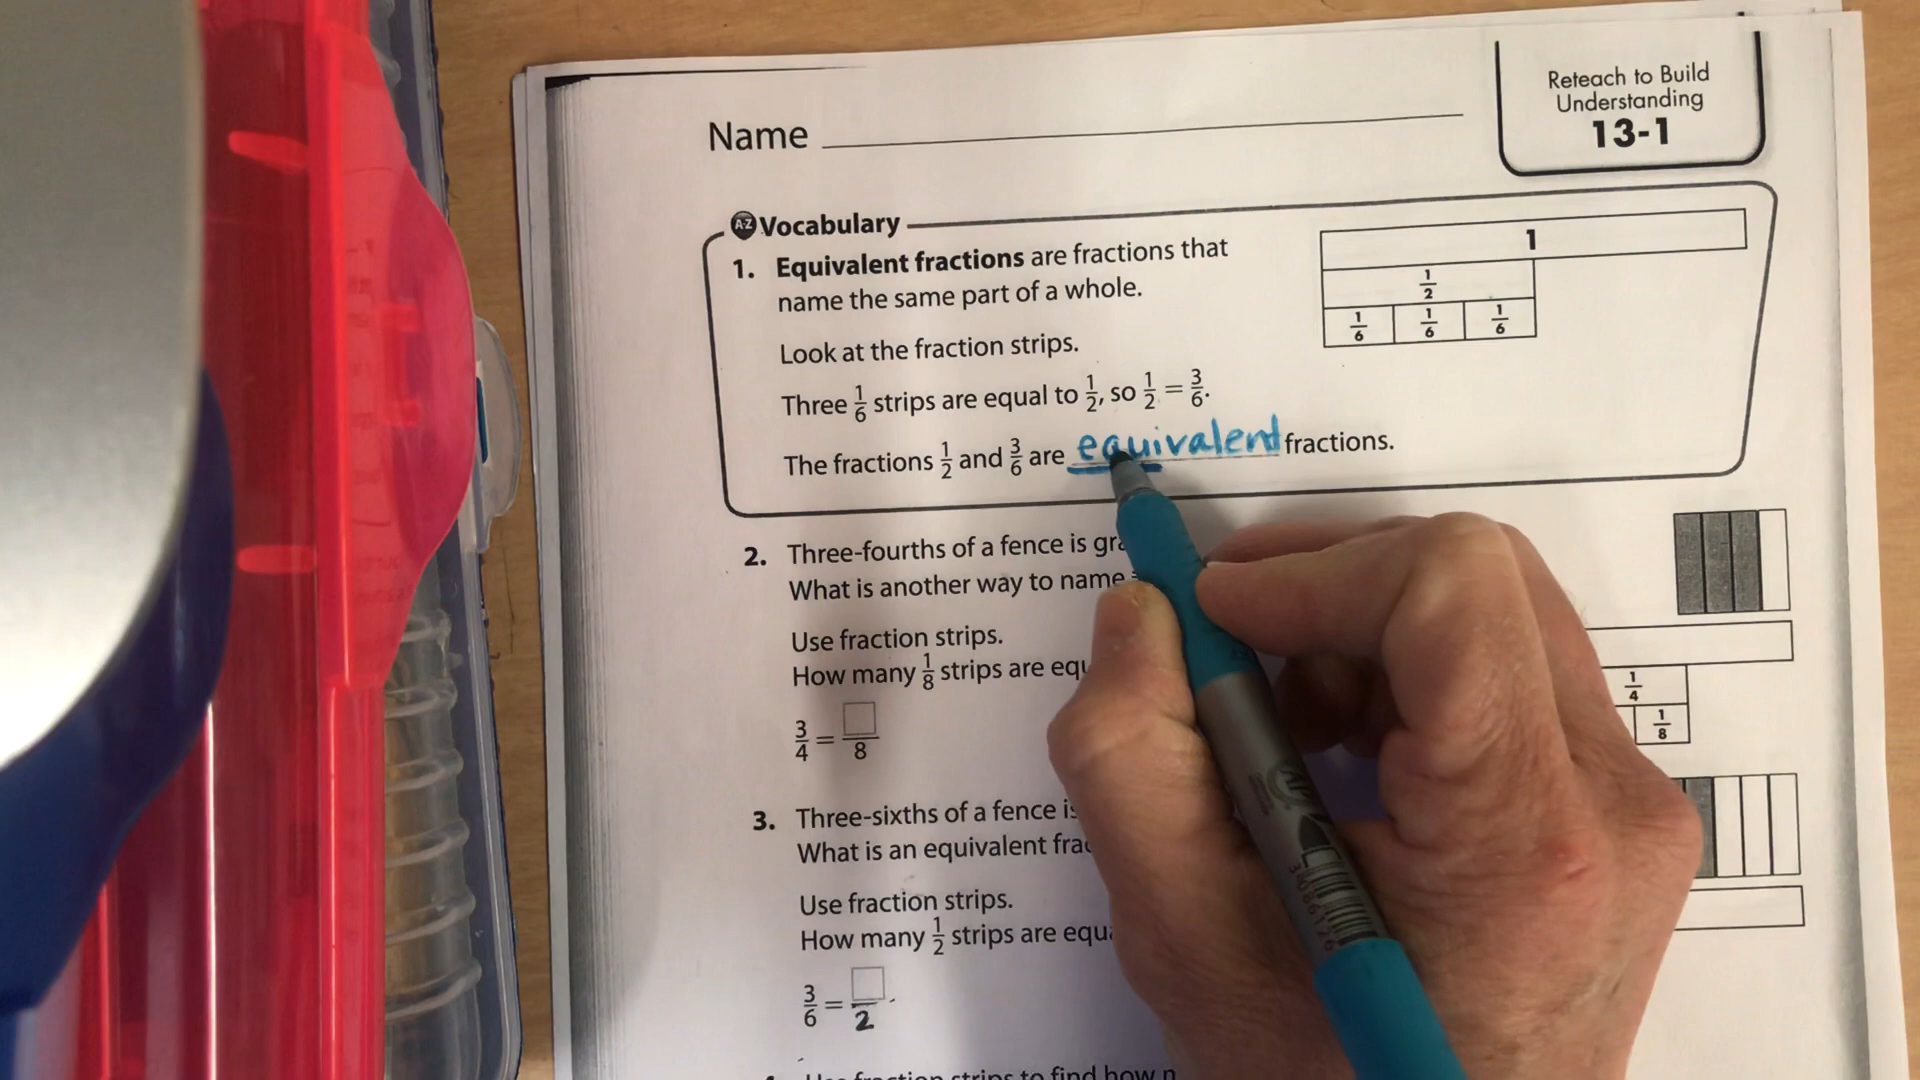 Reteach to Build
Understanding
13-1
Name
A-Z Vocabulary
1. Equivalent fractions are fractions that
name the same part of a whole.
Look at the fraction strips.
Three 1/6 strips are equal to 1/2, so 1/2 = 3/6.
The fractions 1/2 and 3/6 are equivalent fractions.
1
1/2
1/6 1/6 1/6
2. Three-fourths of a fence is
What is another way to name
Use fraction strips.
How many 1/8 strips are
3/4 = □/8
1/4
1/8
3. Three-sixths of a fence is
What is an equivalent
Use fraction strips.
How many 1/2 strips are
3/6 = □/2.
fraction strips to find how